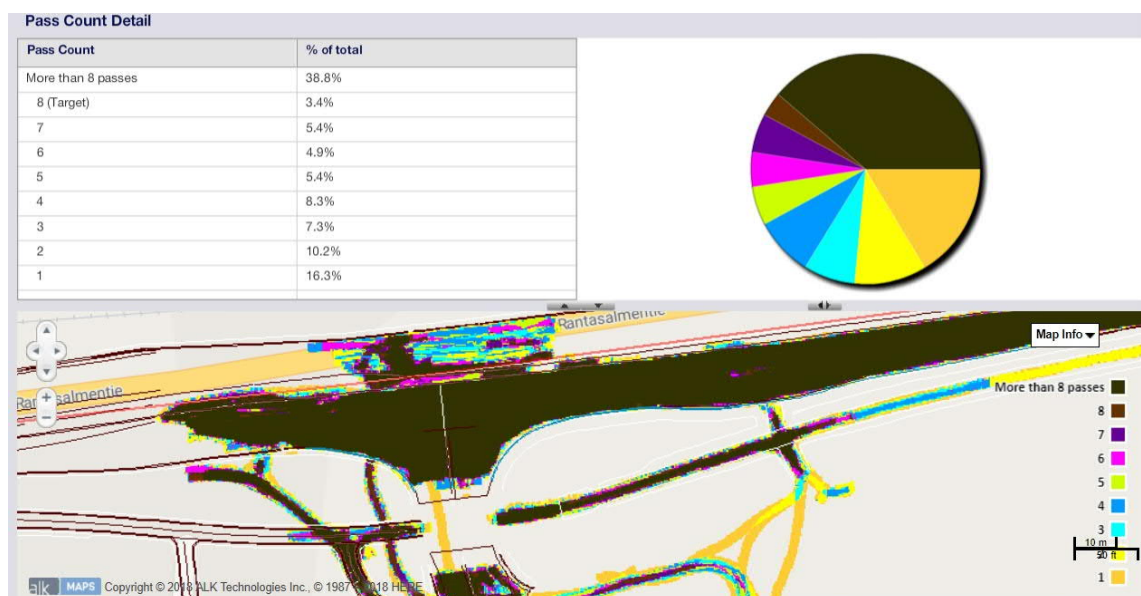 Pass Count Detail
Pass Count % of total
More than 8 passes 38.8%
8 (Target) 3.4%
7 5.4%
6 4.9%
5 5.4%
4 8.3%
3 7.3%
2 10.2%
1 16.3%
Rantasalmentie
Map Info
Rantasalmentie
More than 8 passes
8
7
6
5
4
3
10 m
1
alk MAPS Copyright © 2018 ALK Technologies Inc., © 1987 2018 HERE